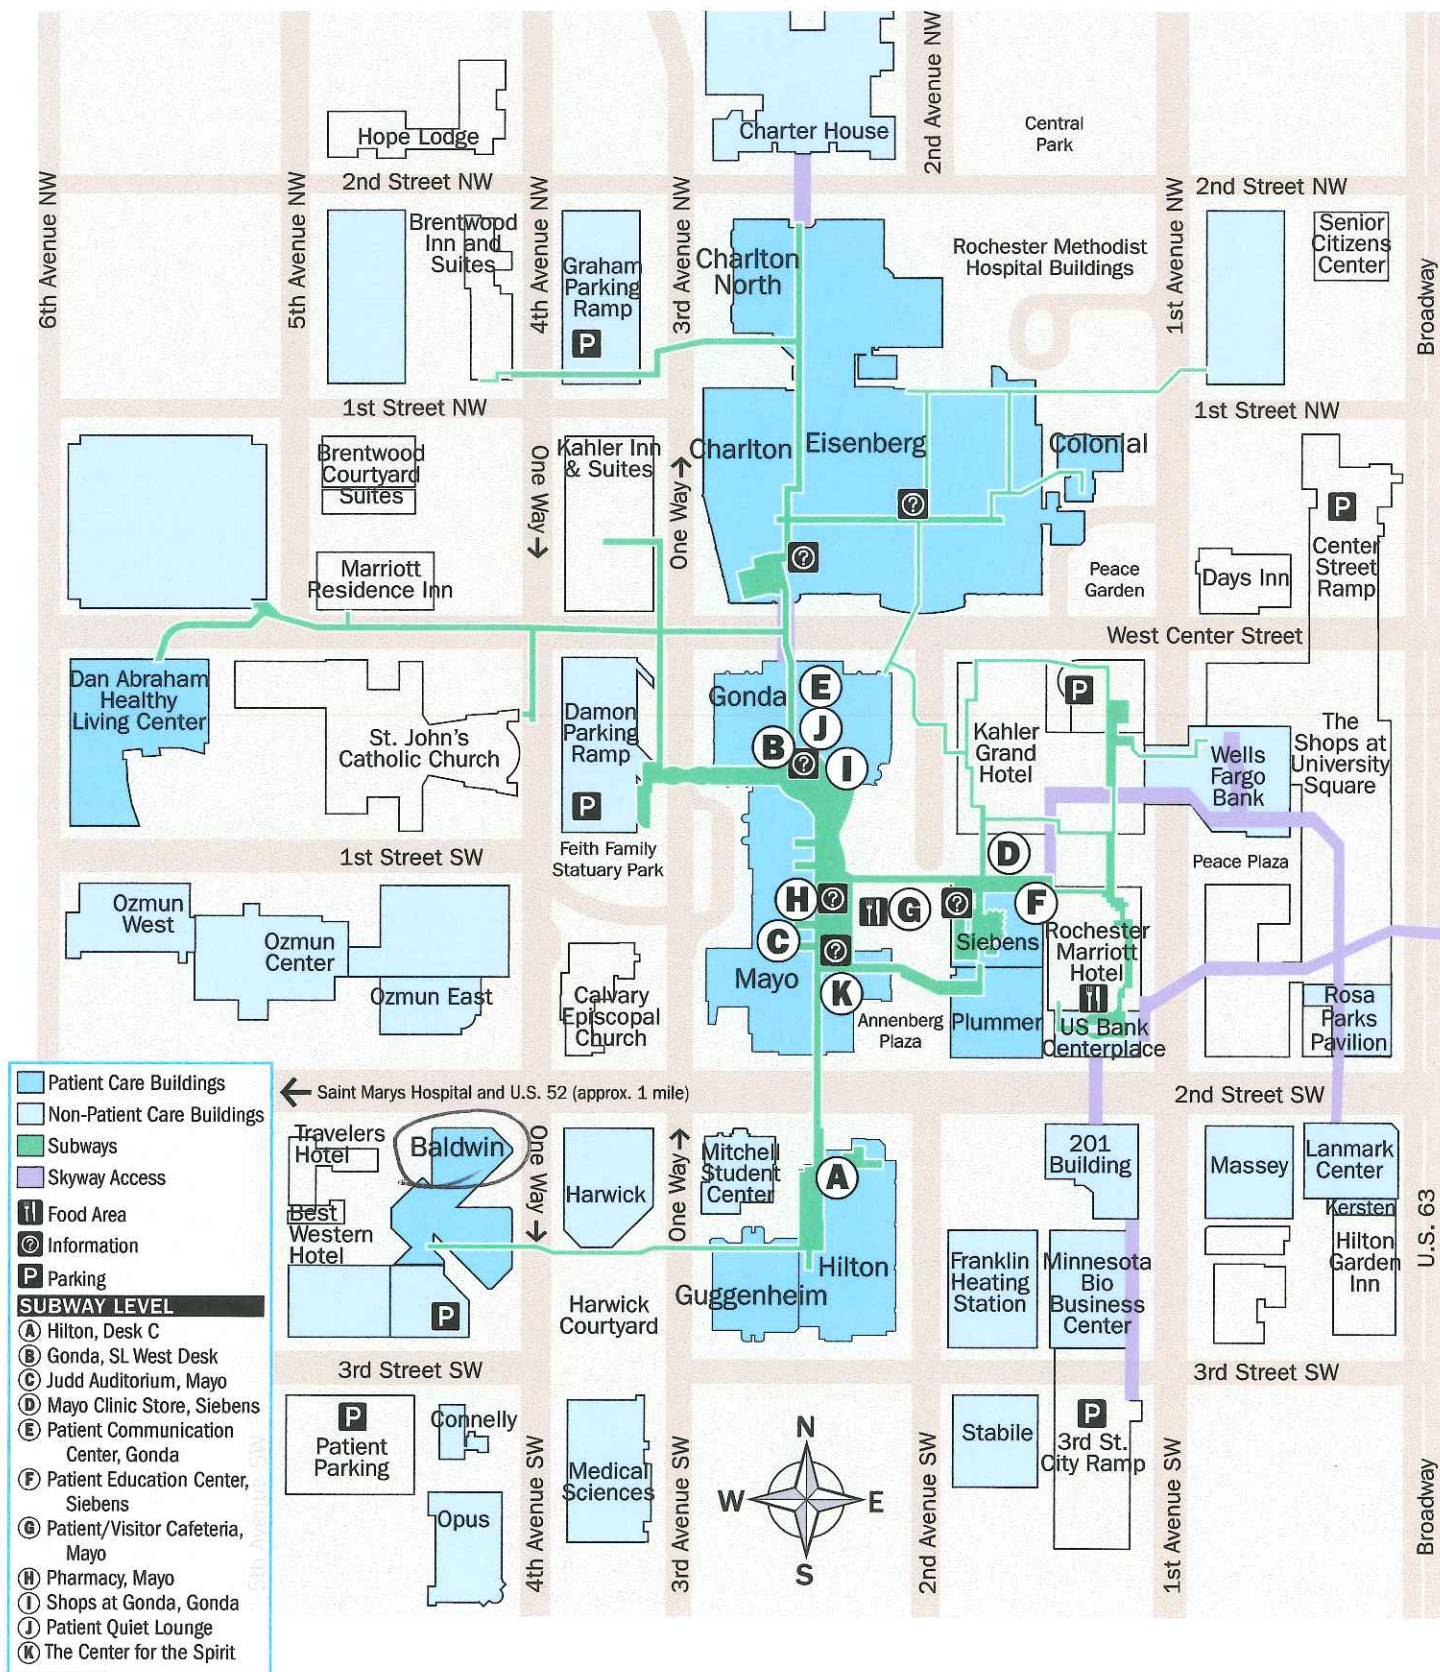 Charter House
2nd Avenue NW
Central
Park
Hope Lodge
2nd Street NW
2nd Street NW
6th Avenue NW
5th Avenue NW
4th Avenue NW
3rd Avenue NW
1st Avenue NW
Broadway
Brentwood
Inn and
Suites
Graham
Parking
Ramp
P
Charlton
North
Rochester Methodist
Hospital Buildings
Senior
Citizens
Center
1st Street NW
1st Street NW
Brentwood
Courtyard
Suites
One Way
Kahler Inn
& Suites
One Way
Charlton
Eisenberg
Colonial
?
?
P
Center
Street
Ramp
Marriott
Residence Inn
Peace
Garden
Days Inn
West Center Street
Dan Abraham
Healthy
Living Center
St. John's
Catholic Church
Damon
Parking
Ramp
P
Gonda
E
J
B
?
I
Kahler
Grand
Hotel
P
Wells
Fargo
Bank
The
Shops at
University
Square
1st Street SW
Feith Family
Statuary Park
D
Peace Plaza
Ozmun
West
Ozmun
Center
Ozmun East
H
?
G
?
F
C
?
Siebens
Rochester
Marriott
Hotel
Mayo
K
Calvary
Episcopal
Church
Annenberg
Plaza
Plummer
US Bank
Centerplace
Rosa
Parks
Pavilion
Saint Marys Hospital and U.S. 52 (approx. 1 mile)
2nd Street SW
Travelers
Hotel
Baldwin
One Way
Harwick
One Way
Mitchell
Student
Center
A
201
Building
Massey
Lanmark
Center
Kersten
Best
Western
Hotel
Hilton
Guggenheim
Franklin
Heating
Station
Minnesota
Bio
Business
Center
Hilton
Garden
Inn
U.S. 63
P
Harwick
Courtyard
3rd Street SW
3rd Street SW
P
Patient
Parking
Connelly
Opus
Medical
Sciences
N
W
E
S
Stabile
P
3rd St.
City Ramp
5th Avenue SW
4th Avenue SW
3rd Avenue SW
2nd Avenue SW
1st Avenue SW
Broadway
Patient Care Buildings
Non-Patient Care Buildings
Subways
Skyway Access
Food Area
? Information
P Parking
SUBWAY LEVEL
A Hilton, Desk C
B Gonda, SL West Desk
C Judd Auditorium, Mayo
D Mayo Clinic Store, Siebens
E Patient Communication
Center, Gonda
F Patient Education Center,
Siebens
G Patient/Visitor Cafeteria,
Mayo
H Pharmacy, Mayo
I Shops at Gonda, Gonda
J Patient Quiet Lounge
K The Center for the Spirit